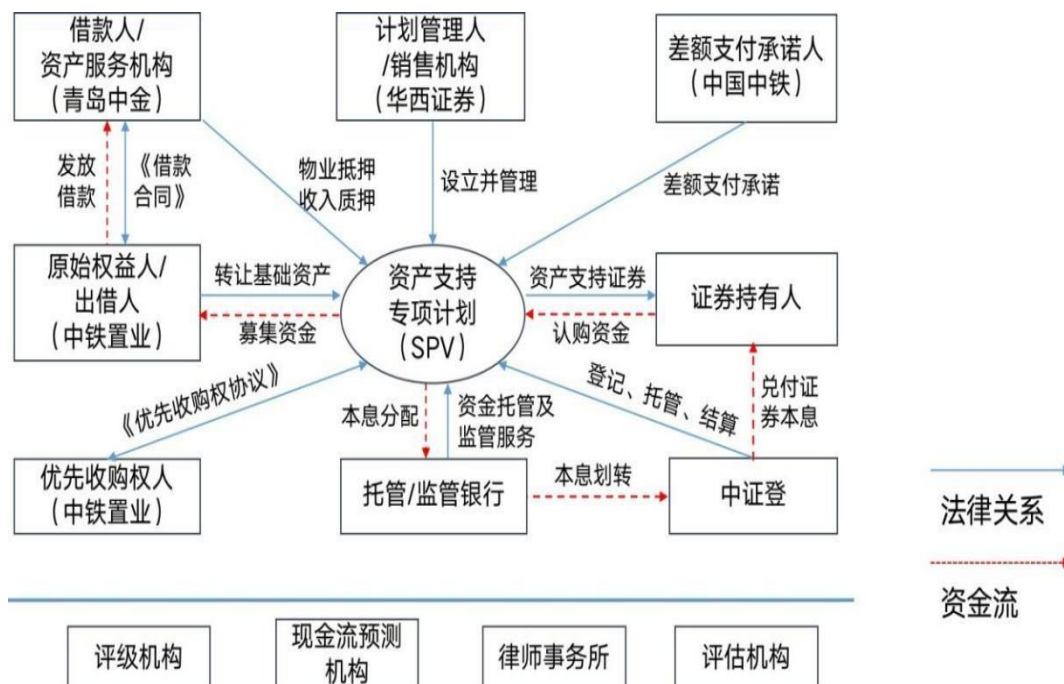 借款人/
资产服务机构
(青岛中金)
计划管理人
/销售机构
(华西证券)
差额支付承诺人
(中国中铁)
发放
借款
《借款
合同》
物业抵押
收入质押
设立并管理
差额支付承诺
原始权益人/
出借人
(中铁置业)
转让基础资产
募集资金
资产支持
专项计划
(SPV)
资产支持证券
认购资金
证券持有人
《优先收购权协议》
本息分配
资金托管及
监管服务
登记、托管、结算
兑付证
券本息
优先收购权人
(中铁置业)
托管/监管银行
本息划转
中证登
法律关系
资金流
评级机构
现金流预测
机构
律师事务所
评估机构